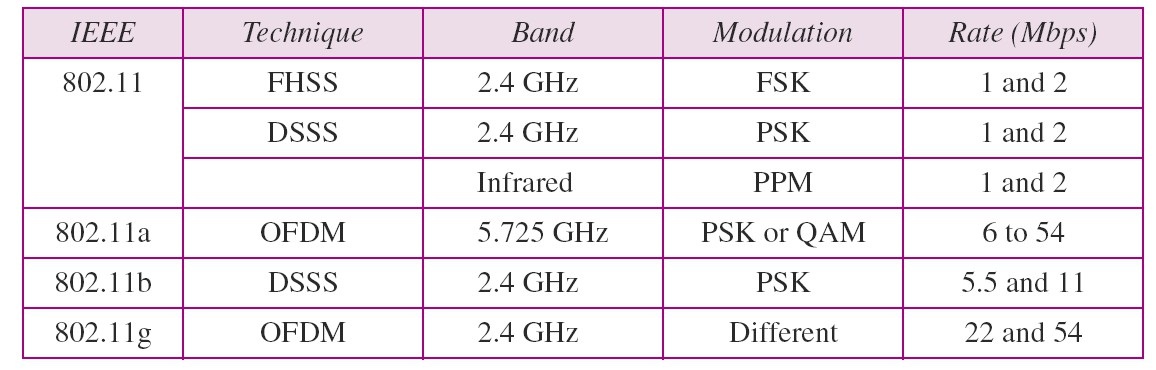 IEEE Technique Band Modulation Rate (Mbps)
802.11 FHSS 2.4 GHz FSK 1 and 2
DSSS 2.4 GHz PSK 1 and 2
Infrared PPM 1 and 2
802.11a OFDM 5.725 GHz PSK or QAM 6 to 54
802.11b DSSS 2.4 GHz PSK 5.5 and 11
802.11g OFDM 2.4 GHz Different 22 and 54